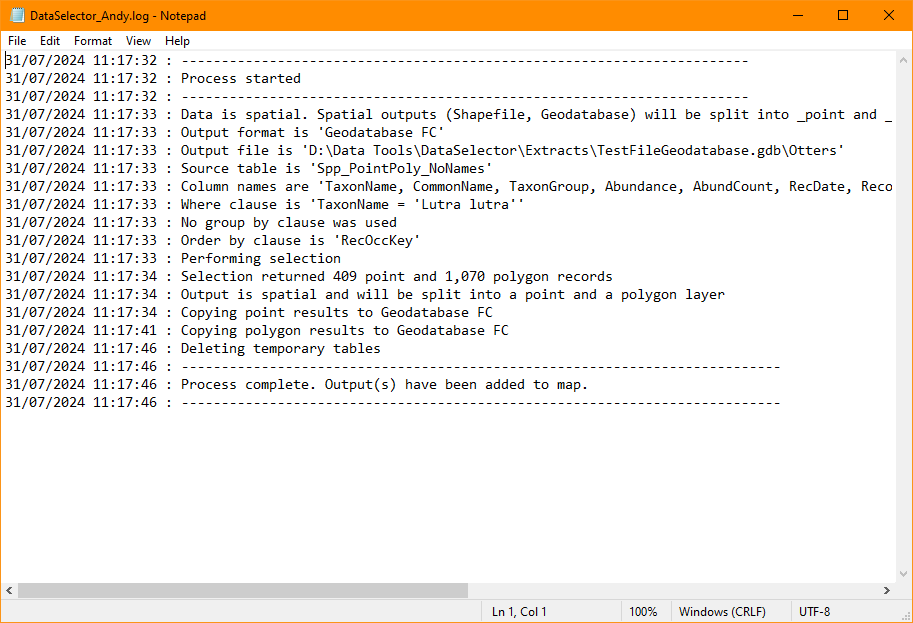 DataSelector_Andy.log - Notepad
File Edit Format View Help
31/07/2024 11:17:32 : -----------------------------------------------------------------------
31/07/2024 11:17:32 : Process started
31/07/2024 11:17:32 : -----------------------------------------------------------------------
31/07/2024 11:17:33 : Data is spatial. Spatial outputs (Shapefile, Geodatabase) will be split into _point and _
31/07/2024 11:17:33 : Output format is 'Geodatabase FC'
31/07/2024 11:17:33 : Output file is 'D:\Data Tools\DataSelector\Extracts\TestFileGeodatabase.gdb\Otters'
31/07/2024 11:17:33 : Source table is 'Spp_PointPoly_NoNames'
31/07/2024 11:17:33 : Column names are 'TaxonName, CommonName, TaxonGroup, Abundance, AbundCount, RecDate, Reco
31/07/2024 11:17:33 : Where clause is 'TaxonName = 'Lutra lutra''
31/07/2024 11:17:33 : No group by clause was used
31/07/2024 11:17:33 : Order by clause is 'RecOccKey'
31/07/2024 11:17:33 : Performing selection
31/07/2024 11:17:34 : Selection returned 409 point and 1,070 polygon records
31/07/2024 11:17:34 : Output is spatial and will be split into a point and a polygon layer
31/07/2024 11:17:34 : Copying point results to Geodatabase FC
31/07/2024 11:17:41 : Copying polygon results to Geodatabase FC
31/07/2024 11:17:46 : Deleting temporary tables
31/07/2024 11:17:46 : ---------------------------------------------------------------------------
31/07/2024 11:17:46 : Process complete. Output(s) have been added to map.
31/07/2024 11:17:46 : ---------------------------------------------------------------------------
Ln 1, Col 1 100% Windows (CRLF) UTF-8